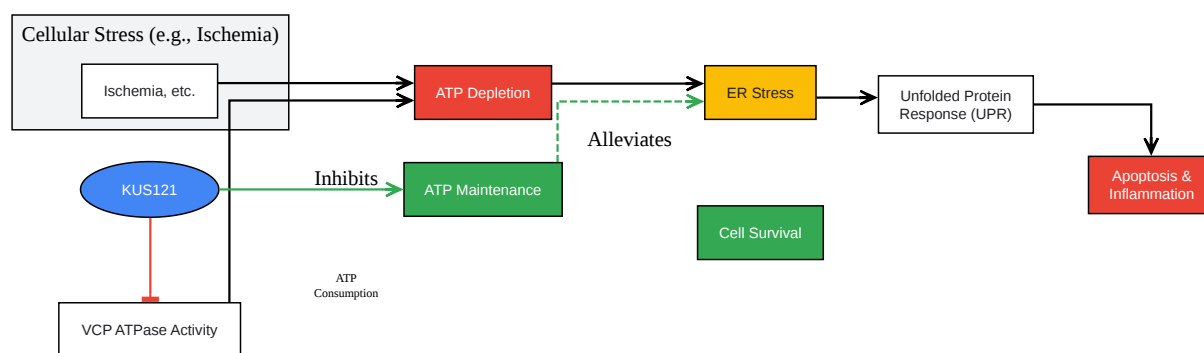 Cellular Stress (e.g., Ischemia)
Ischemia, etc.
ATP Depletion
ER Stress
Unfolded Protein
Response (UPR)
Alleviates
KUS121
Inhibits
ATP Maintenance
Apoptosis &
Inflammation
Cell Survival
ATP
Consumption
VCP ATPase Activity